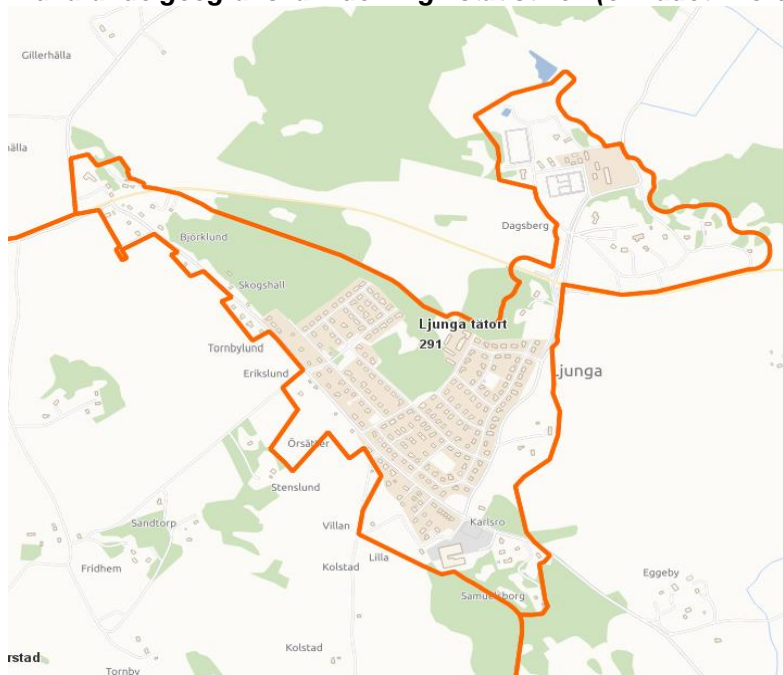 Gillerhälla
Dagsberg
Björklund
Skogshall
Ljunga tätort
291
Tornbylund
Erikslund
Ljunga
Örsätter
Stenslund
Sandtorp
Villan
Karlsro
Fridhem
Lilla
Kolstad
Eggeby
Samuelsborg
Kolstad
rstad
Tornby